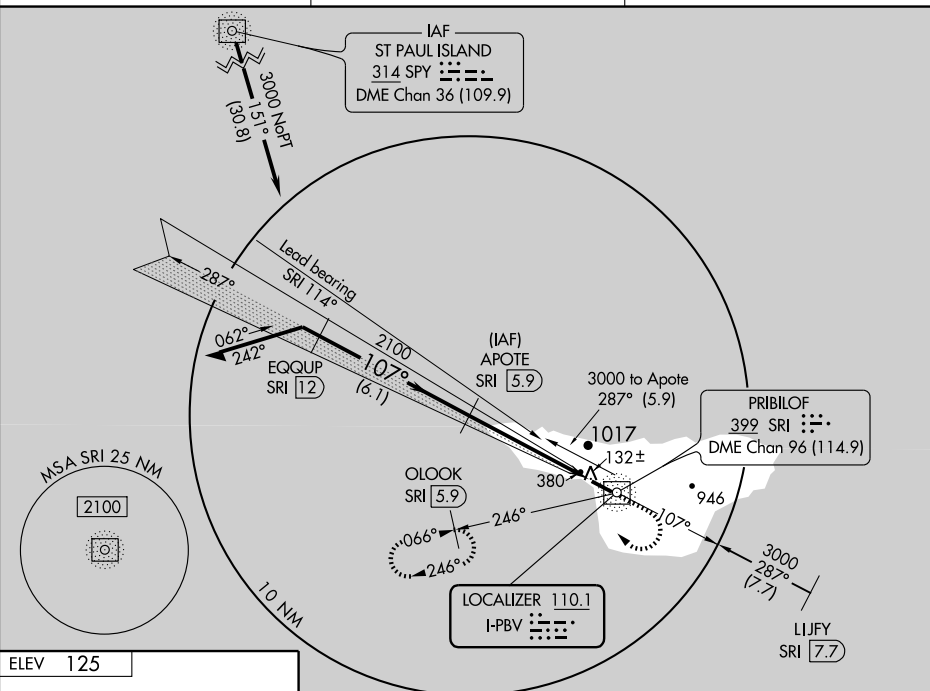 IAF
ST PAUL ISLAND
314 SPY
DME Chan 36 (109.9)
3000 NoPT
151°
(30.8)
Lead bearing
SRI 114°
287°
2100
062°
242°
107°
(6.1)
EQQUP
SRI 12
(IAF)
APOTE
SRI 5.9
3000 to Apote
287° (5.9)
1017
132±
380
PRIBILOF
399 SRI
DME Chan 96 (114.9)
946
OLOOK
SRI 5.9
246°
066°
246°
107°
MSA SRI 25 NM
2100
10 NM
LOCALIZER 110.1
I-PBV
3000
287°
(7.7)
LIJFY
SRI 7.7
ELEV 125